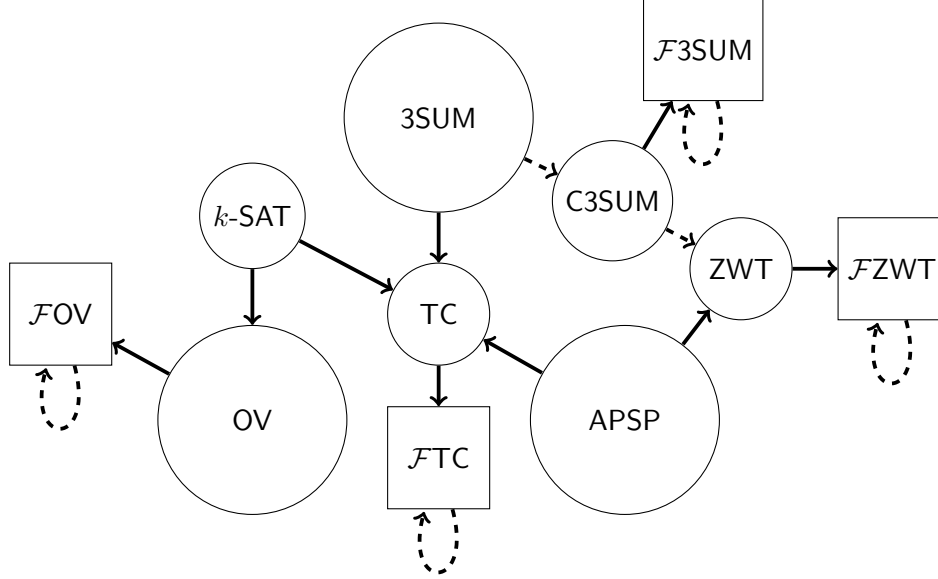 ℱ3SUM
3SUM
C3SUM
k-SAT
ZWT
ℱZWT
ℱOV
TC
OV
APSP
ℱTC